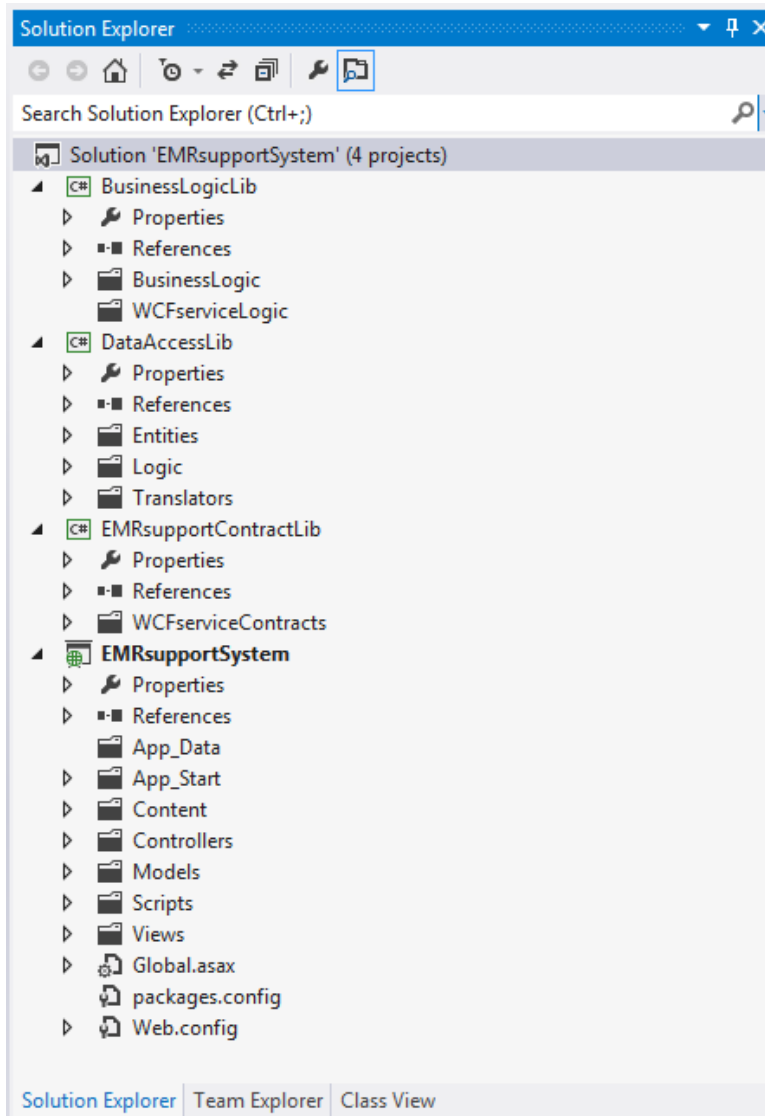 Solution Explorer
Search Solution Explorer (Ctrl+;)
Solution 'EMRsupportSystem' (4 projects)
C# BusinessLogicLib
Properties
References
BusinessLogic
WCFserviceLogic
C# DataAccessLib
Properties
References
Entities
Logic
Translators
C# EMRsupportContractLib
Properties
References
WCFserviceContracts
EMRsupportSystem
Properties
References
App_Data
App_Start
Content
Controllers
Models
Scripts
Views
Global.asax
packages.config
Web.config
Solution Explorer Team Explorer Class View